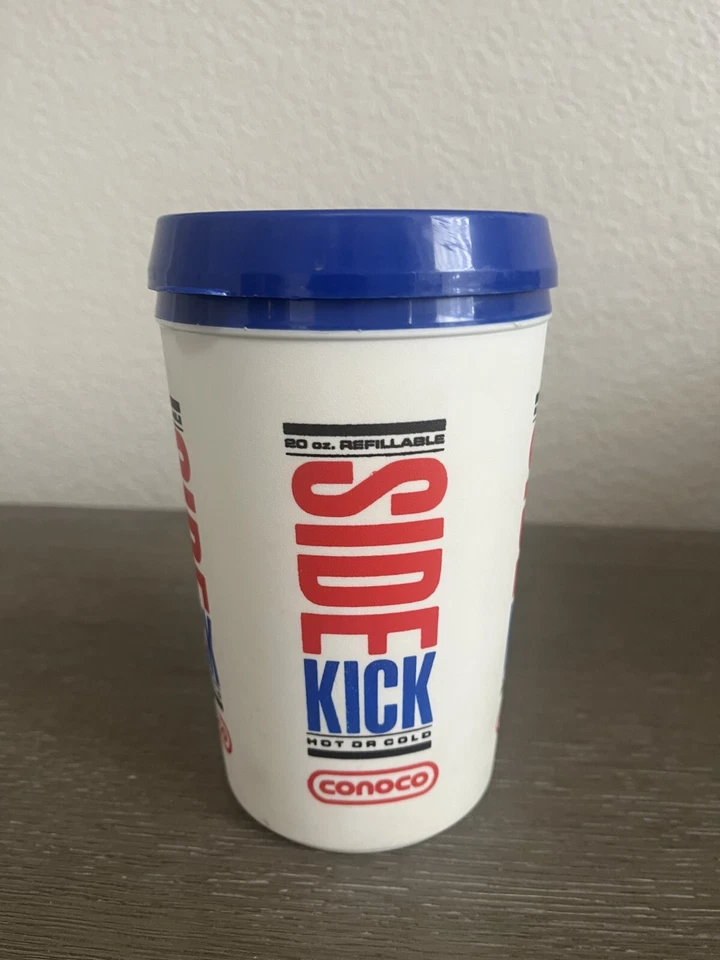 20 oz. REFILLABLE
SIDE
KICK
HOT OR COLD
CONOCO